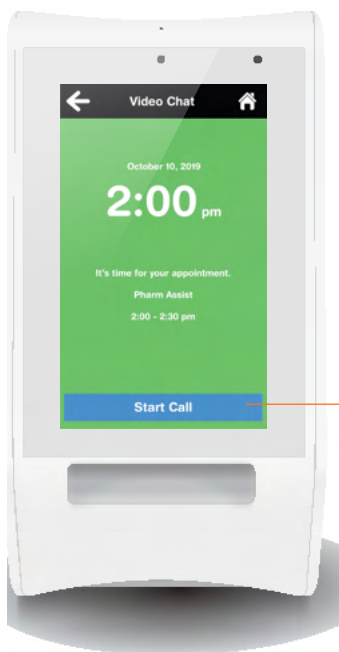 Video Chat
October 10, 2019
2:00 pm
It's time for your appointment.
Pharm Assist
2:00 - 2:30 pm
Start Call